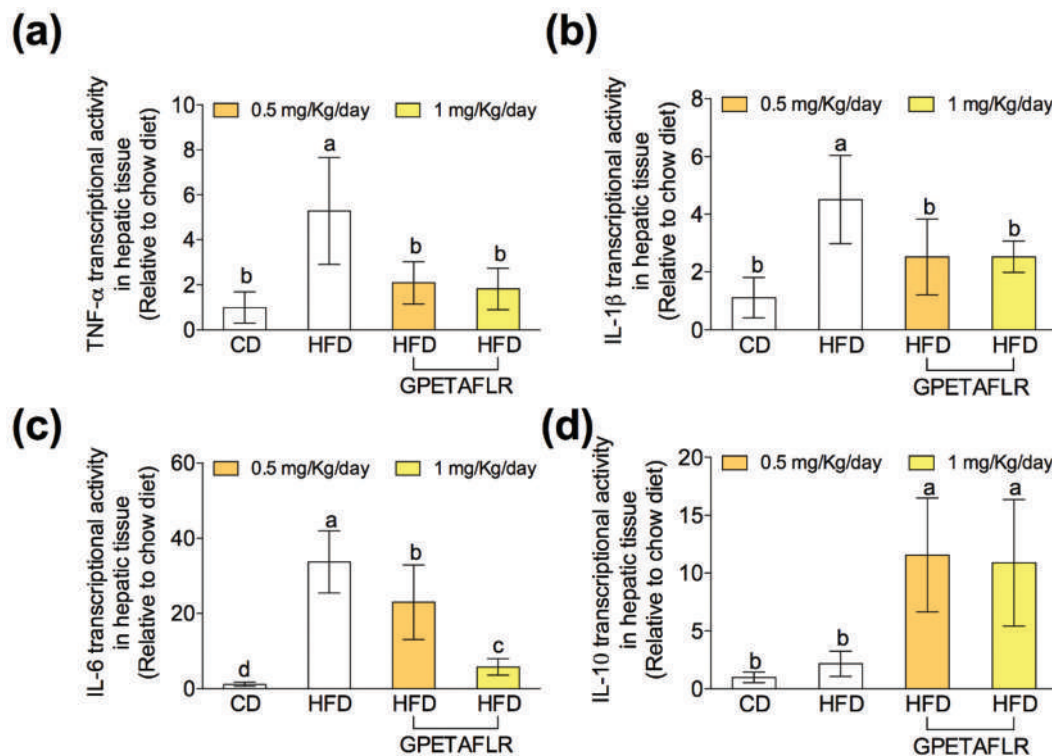 (a)
TNF-α transcriptional activity
in hepatic tissue
(Relative to chow diet)
0.5 mg/Kg/day 1 mg/Kg/day
10
8
6
4
2
0
b
a
b
b
CD HFD HFD HFD
GPETAFLR
(b)
IL-1β transcriptional activity
in hepatic tissue
(Relative to chow diet)
0.5 mg/Kg/day 1 mg/Kg/day
8
6
4
2
0
b
a
b
b
CD HFD HFD HFD
GPETAFLR
(c)
IL-6 transcriptional activity
in hepatic tissue
(Relative to chow diet)
0.5 mg/Kg/day 1 mg/Kg/day
60
40
20
0
d
a
b
c
CD HFD HFD HFD
GPETAFLR
(d)
IL-10 transcriptional activity
in hepatic tissue
(Relative to chow diet)
0.5 mg/Kg/day 1 mg/Kg/day
20
15
10
5
0
b
b
a
a
CD HFD HFD HFD
GPETAFLR